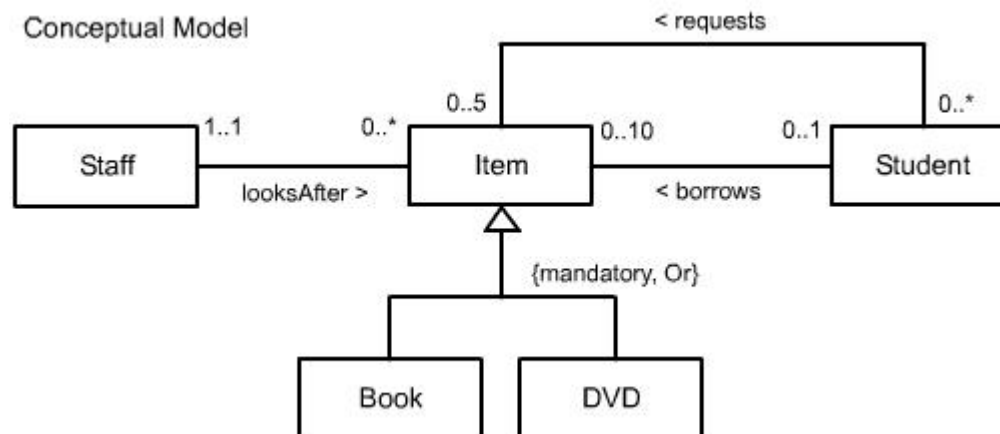 Conceptual Model
< requests
0..5
0..*
1..1
0..*
0..10
0..1
Staff
Item
Student
looksAfter >
< borrows
{mandatory, Or}
Book
DVD